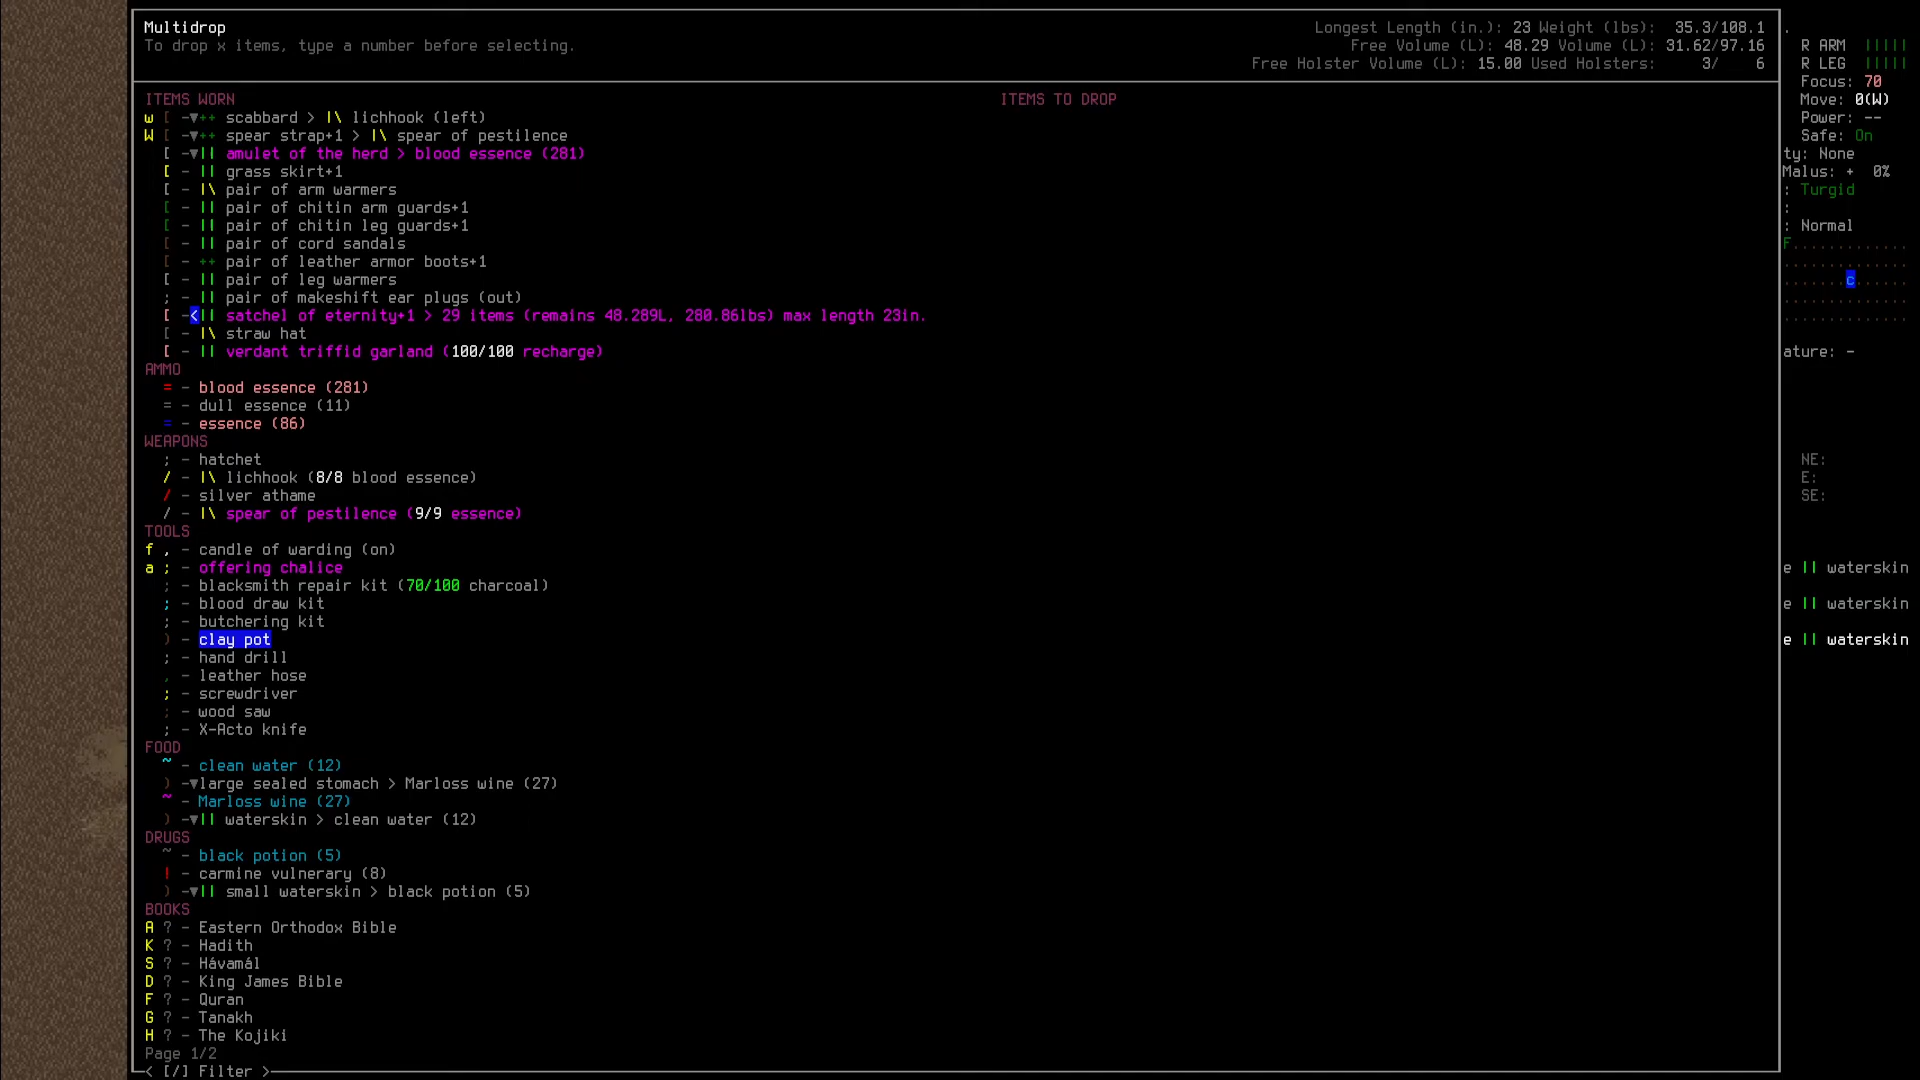 Multidrop
To drop x items, type a number before selecting.
Longest Length (in.): 23 Weight (lbs): 35.3/108.1
Free Volume (L): 48.29 Volume (L): 31.62/97.16
Free Holster Volume (L): 15.00 Used Holsters: 3/ 6
ITEMS WORN
w [ -▼++ scabbard > |\ lichhook (left)
W [ -▼++ spear strap+1 > |\ spear of pestilence
[ -▼|| amulet of the herd > blood essence (281)
[ - || grass skirt+1
[ - |\ pair of arm warmers
[ - || pair of chitin arm guards+1
[ - || pair of chitin leg guards+1
[ - || pair of cord sandals
[ - ++ pair of leather armor boots+1
[ - || pair of leg warmers
; - || pair of makeshift ear plugs (out)
[ -<|| satchel of eternity+1 > 29 items (remains 48.289L, 280.86lbs) max length 23in.
[ - |\ straw hat
[ - || verdant triffid garland (100/100 recharge)
AMMO
= - blood essence (281)
= - dull essence (11)
= - essence (86)
WEAPONS
; - hatchet
/ - |\ lichhook (8/8 blood essence)
/ - silver athame
/ - |\ spear of pestilence (9/9 essence)
TOOLS
f , - candle of warding (on)
a ; - offering chalice
; - blacksmith repair kit (70/100 charcoal)
; - blood draw kit
; - butchering kit
) - clay pot
; - hand drill
, - leather hose
; - screwdriver
; - wood saw
; - X-Acto knife
FOOD
~ - clean water (12)
) -▼large sealed stomach > Marloss wine (27)
~ - Marloss wine (27)
) -▼|| waterskin > clean water (12)
DRUGS
~ - black potion (5)
! - carmine vulnerary (8)
) -▼|| small waterskin > black potion (5)
BOOKS
A ? - Eastern Orthodox Bible
K ? - Hadith
S ? - Hávamál
D ? - King James Bible
F ? - Quran
G ? - Tanakh
H ? - The Kojiki
Page 1/2
< [/] Filter >
ITEMS TO DROP
.
R ARM |||||
R LEG |||||
Focus: 70
Move: 0(W)
Power: --
Safe: On
ty: None
Malus: + 0%
: Turgid
:
: Normal
F.............
..............
.......c......
..............
..............
ature: -
NE:
E:
SE:
e || waterskin
e || waterskin
e || waterskin